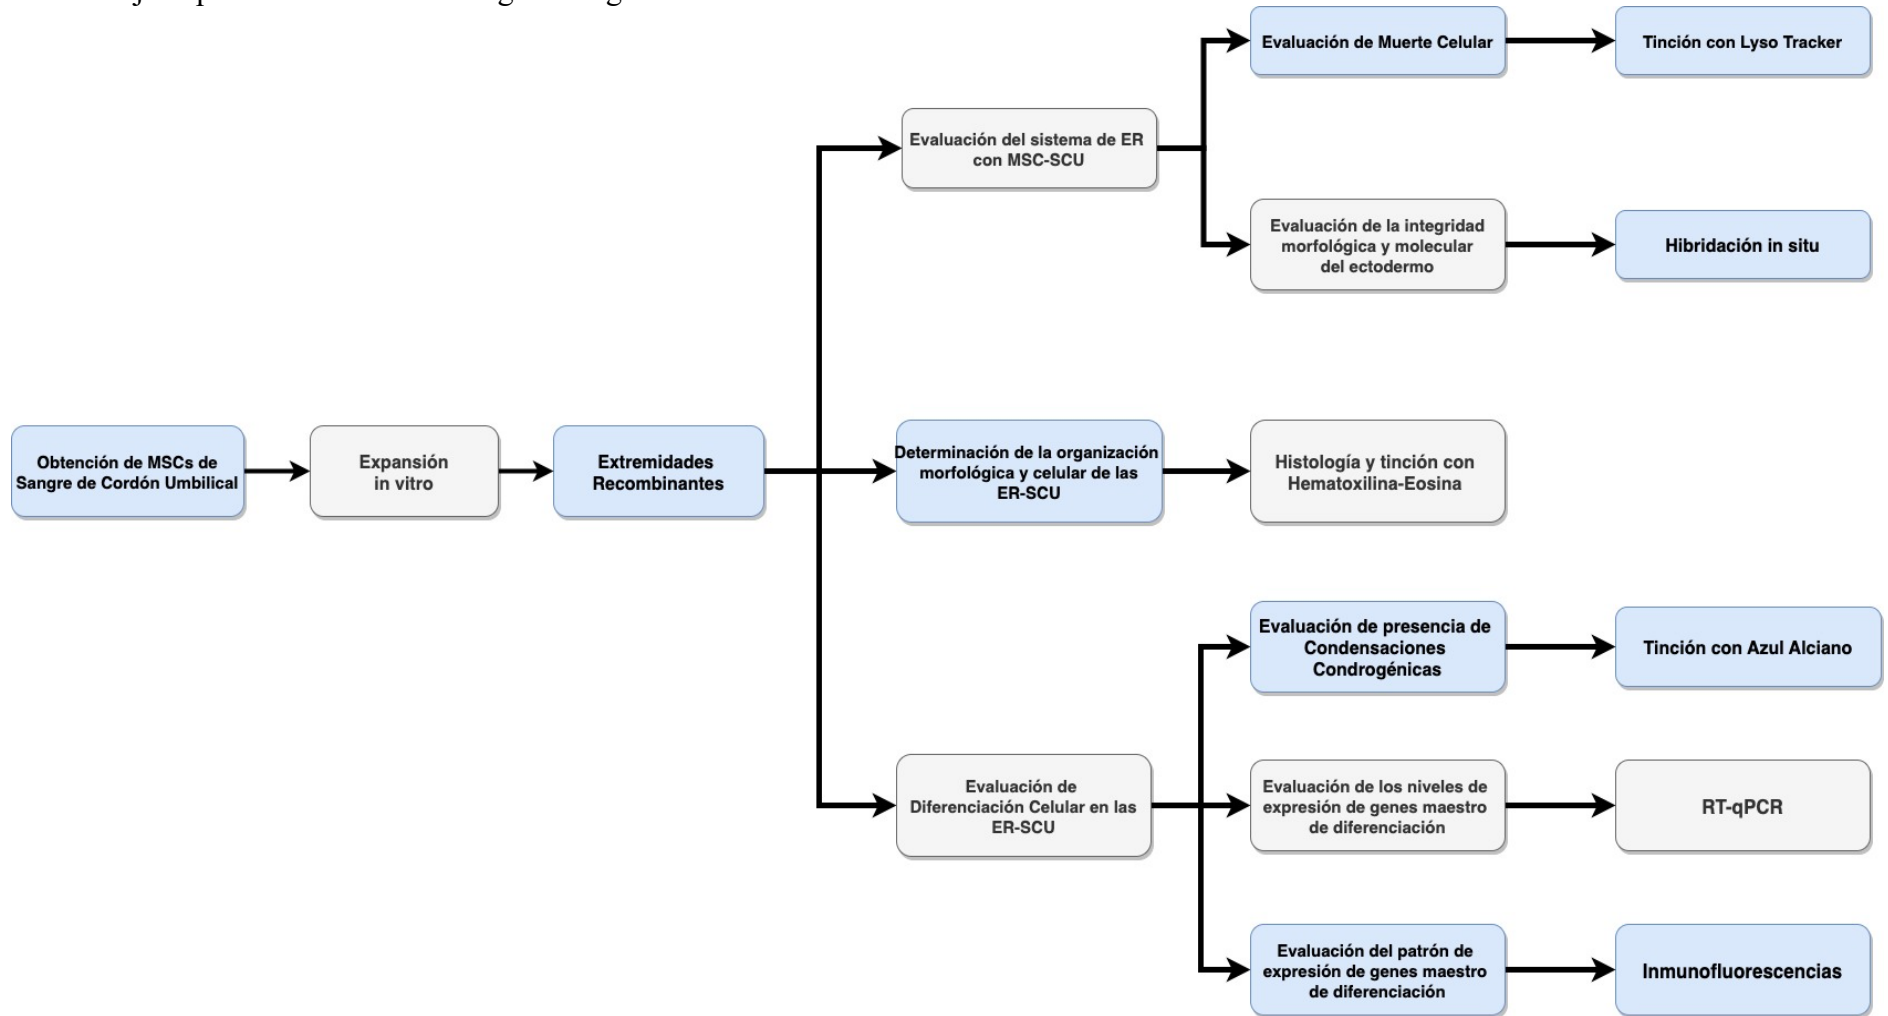 Evaluación de Muerte Celular
Tinción con Lyso Tracker
Evaluación del sistema de ER
con MSC-SCU
Evaluación de la integridad
morfológica y molecular
del ectodermo
Hibridación in situ
Obtención de MSCs de
Sangre de Cordón Umbilical
Expansión
in vitro
Extremidades
Recombinantes
Determinación de la organización
morfológica y celular de las
ER-SCU
Histología y tinción con
Hematoxilina-Eosina
Evaluación de presencia de
Condensaciones
Condrogénicas
Tinción con Azul Alciano
Evaluación de
Diferenciación Celular en las
ER-SCU
Evaluación de los niveles de
expresión de genes maestro
de diferenciación
RT-qPCR
Evaluación del patrón de
expresión de genes maestro
de diferenciación
Inmunofluorescencias